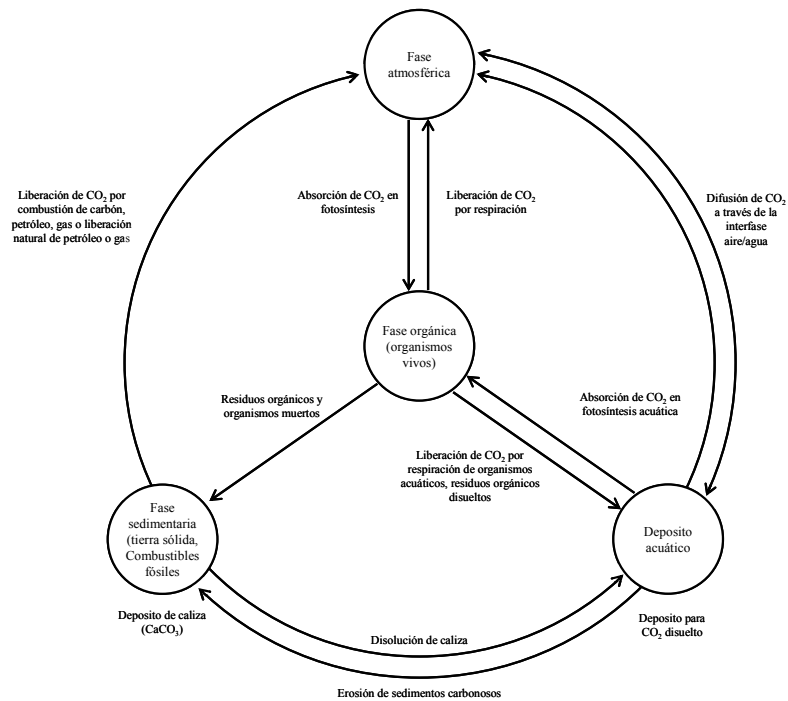 Fase
atmosférica
Liberación de CO2 por
combustión de carbón,
petróleo, gas o liberación
natural de petróleo o gas
Absorción de CO2 en
fotosíntesis
Liberación de CO2
por respiración
Difusión de CO2
a través de la
interfase
aire/agua
Fase orgánica
(organismos
vivos)
Residuos orgánicos y
organismos muertos
Absorción de CO2 en
fotosíntesis acuática
Liberación de CO2 por
respiración de organismos
acuáticos, residuos orgánicos
disueltos
Fase
sedimentaria
(tierra sólida,
Combustibles
fósiles
Deposito
acuático
Deposito de caliza
(CaCO3)
Deposito para
CO2 disuelto
Disolución de caliza
Erosión de sedimentos carbonosos